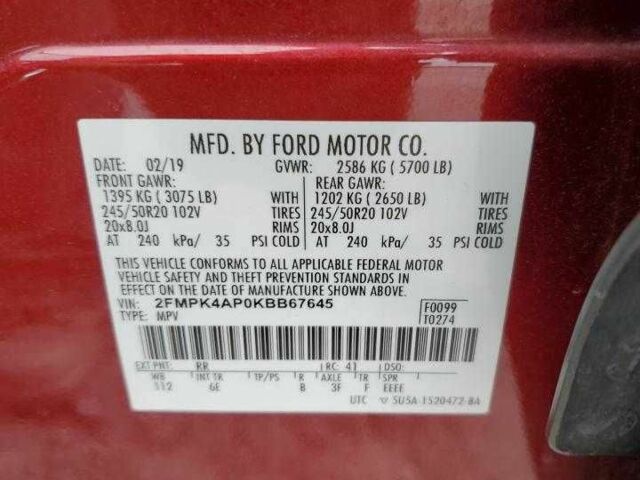 MFD. BY FORD MOTOR CO.
DATE: 02/19 GVWR: 2586 KG ( 5700 LB)
FRONT GAWR: REAR GAWR:
1395 KG ( 3075 LB) WITH 1202 KG ( 2650 LB) WITH
245/50R20 102V TIRES 245/50R20 102V TIRES
20x8.0J RIMS 20x8.0J RIMS
AT 240 kPa/ 35 PSI COLD AT 240 kPa/ 35 PSI COLD
THIS VEHICLE CONFORMS TO ALL APPLICABLE FEDERAL MOTOR
VEHICLE SAFETY AND THEFT PREVENTION STANDARDS IN
EFFECT ON THE DATE OF MANUFACTURE SHOWN ABOVE.
VIN: 2FMPK4AP0KBB67645 F0099
TYPE: MPV T0274
EXT PNT: RR RC: 41 DSO:
WB INT TR TP/PS R AXLE TR SPR
112 6E B 3F F EEEE
UTC 5U5A-1520472-BA